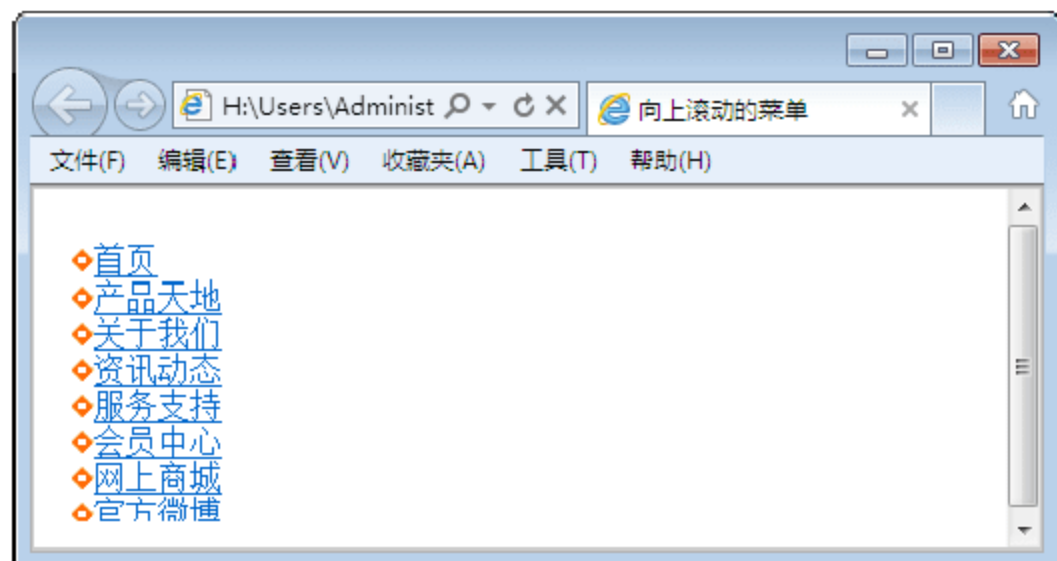 H:\Users\Administ
向上滚动的菜单
文件(F) 编辑(E) 查看(V) 收藏夹(A) 工具(T) 帮助(H)
首页
产品天地
关于我们
资讯动态
服务支持
会员中心
网上商城
官方微博